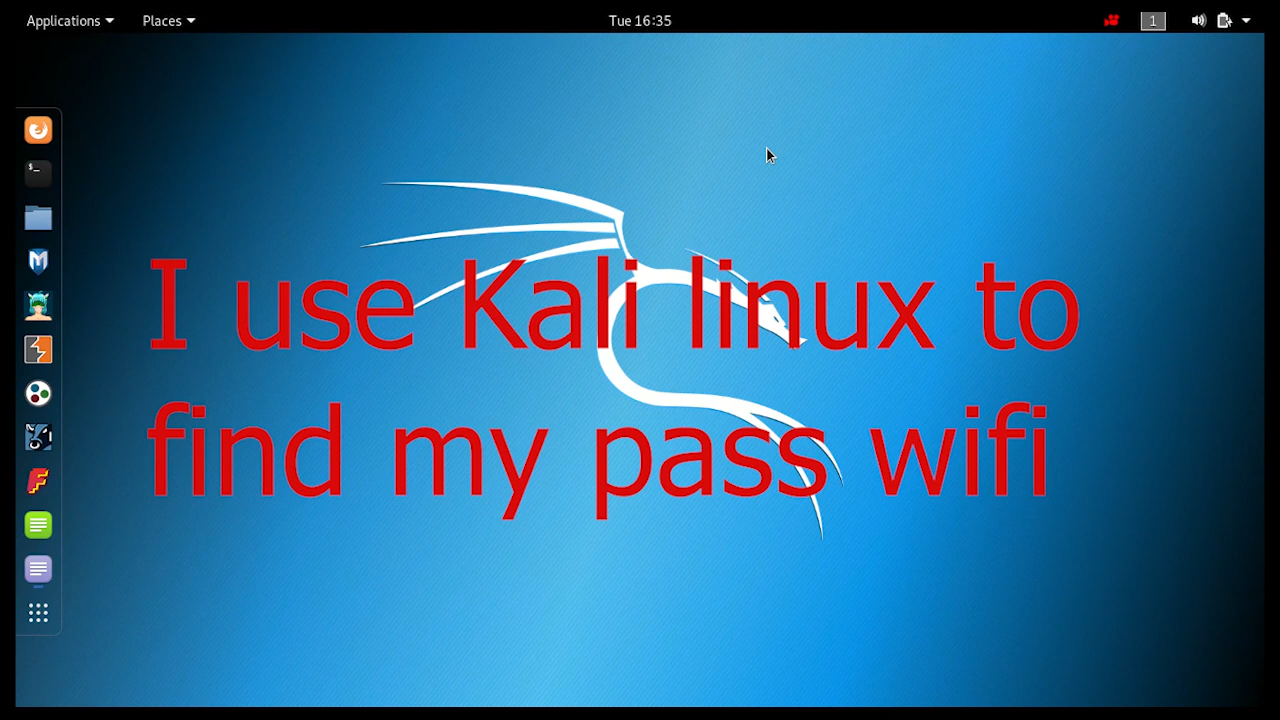 Applications Places Tue 16:35 1
$_
I use Kali linux to
find my pass wifi